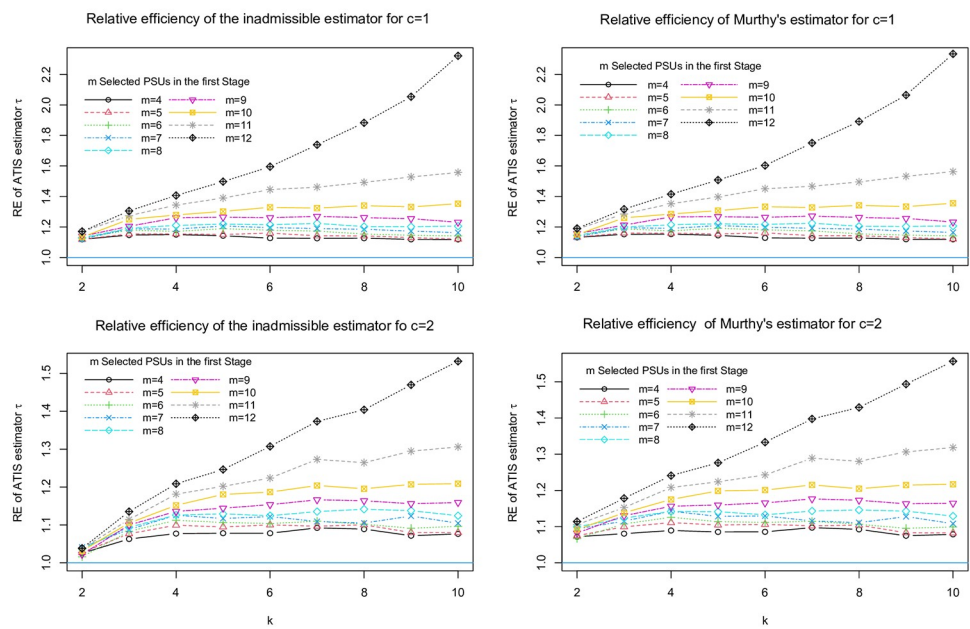 Relative efficiency of the inadmissible estimator for c=1
RE of ATIS estimator τ
1.0 1.2 1.4 1.6 1.8 2.0 2.2
m Selected PSUs in the first Stage
m=4 m=9
m=5 m=10
m=6 m=11
m=7 m=12
m=8
2 4 6 8 10
Relative efficiency of Murthy's estimator for c=1
RE of ATIS estimator τ
1.0 1.2 1.4 1.6 1.8 2.0 2.2
m Selected PSUs in the first Stage
m=4 m=9
m=5 m=10
m=6 m=11
m=7 m=12
m=8
2 4 6 8 10
Relative efficiency of the inadmissible estimator fo c=2
RE of ATIS estimator τ
1.0 1.1 1.2 1.3 1.4 1.5
m Selected PSUs in the first Stage
m=4 m=9
m=5 m=10
m=6 m=11
m=7 m=12
m=8
2 4 6 8 10
k
Relative efficiency of Murthy's estimator for c=2
RE of ATIS estimator τ
1.0 1.1 1.2 1.3 1.4 1.5
m Selected PSUs in the first Stage
m=4 m=9
m=5 m=10
m=6 m=11
m=7 m=12
m=8
2 4 6 8 10
k